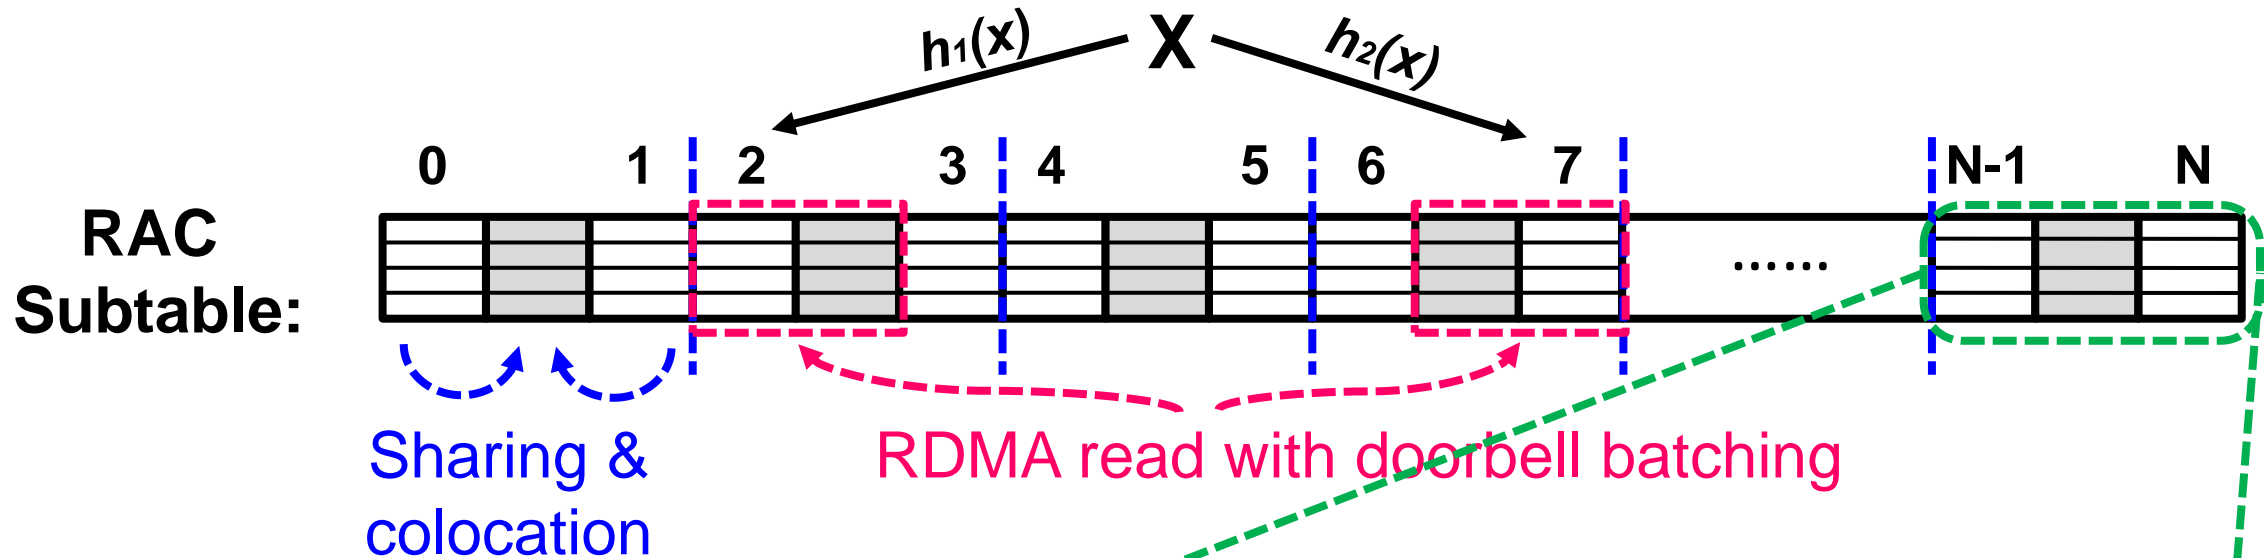 h1(x) X h2(x)
0 1 2 3 4 5 6 7 N-1 N
RAC
Subtable:
......
Sharing &
colocation
RDMA read with doorbell batching